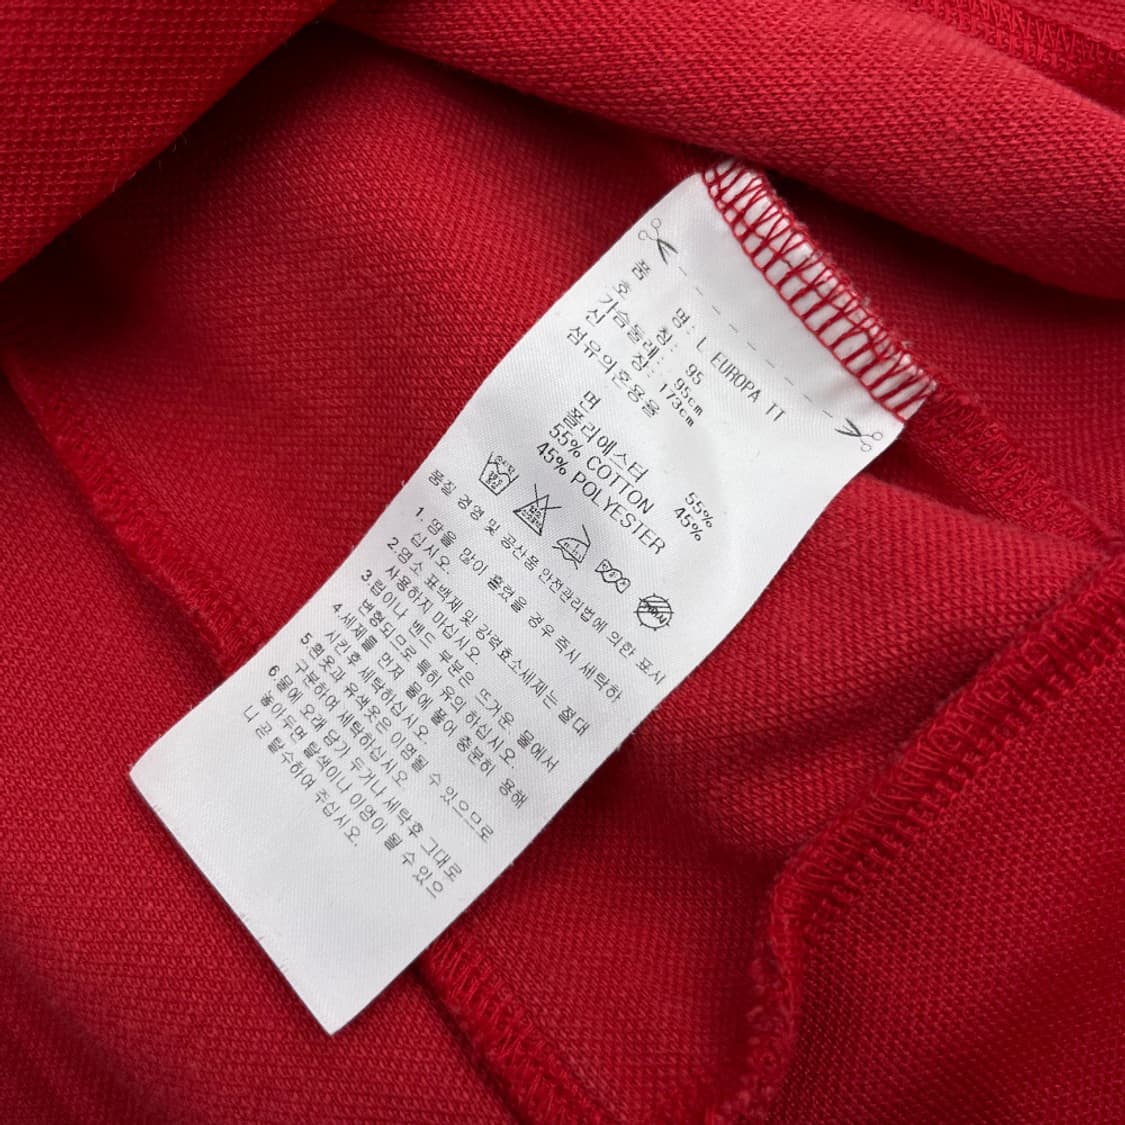 품 명: L EUROPA TT
호 칭: 95
가슴둘레: 95cm
신 장: 173cm
섬유의혼용율
면 55%
폴리에스터 45%
55% COTTON
45% POLYESTER
품질 경영 및 공산품 안전관리법에 의한 표시
1. 땀을 많이 흘렸을 경우 즉시 세탁하
십시오.
2.염소 표백제 및 강력효소세제는 절대
사용하지 마십시오.
3.립이나 밴드 부분은 뜨거운 물에서
변형되므로 특히 유의 하십시오.
4.세제를 먼저 물에 풀어 충분히 용해
시킨후 세탁하십시오.
5.흰옷과 유색옷은 이염될 수 있으므로
구분하여 세탁하십시오.
6.물에 오래 담가 두거나 세탁후 그대로
놓아두면 탈색이나 이염이 될 수 있으
니 곧 탈수하여 주십시오.